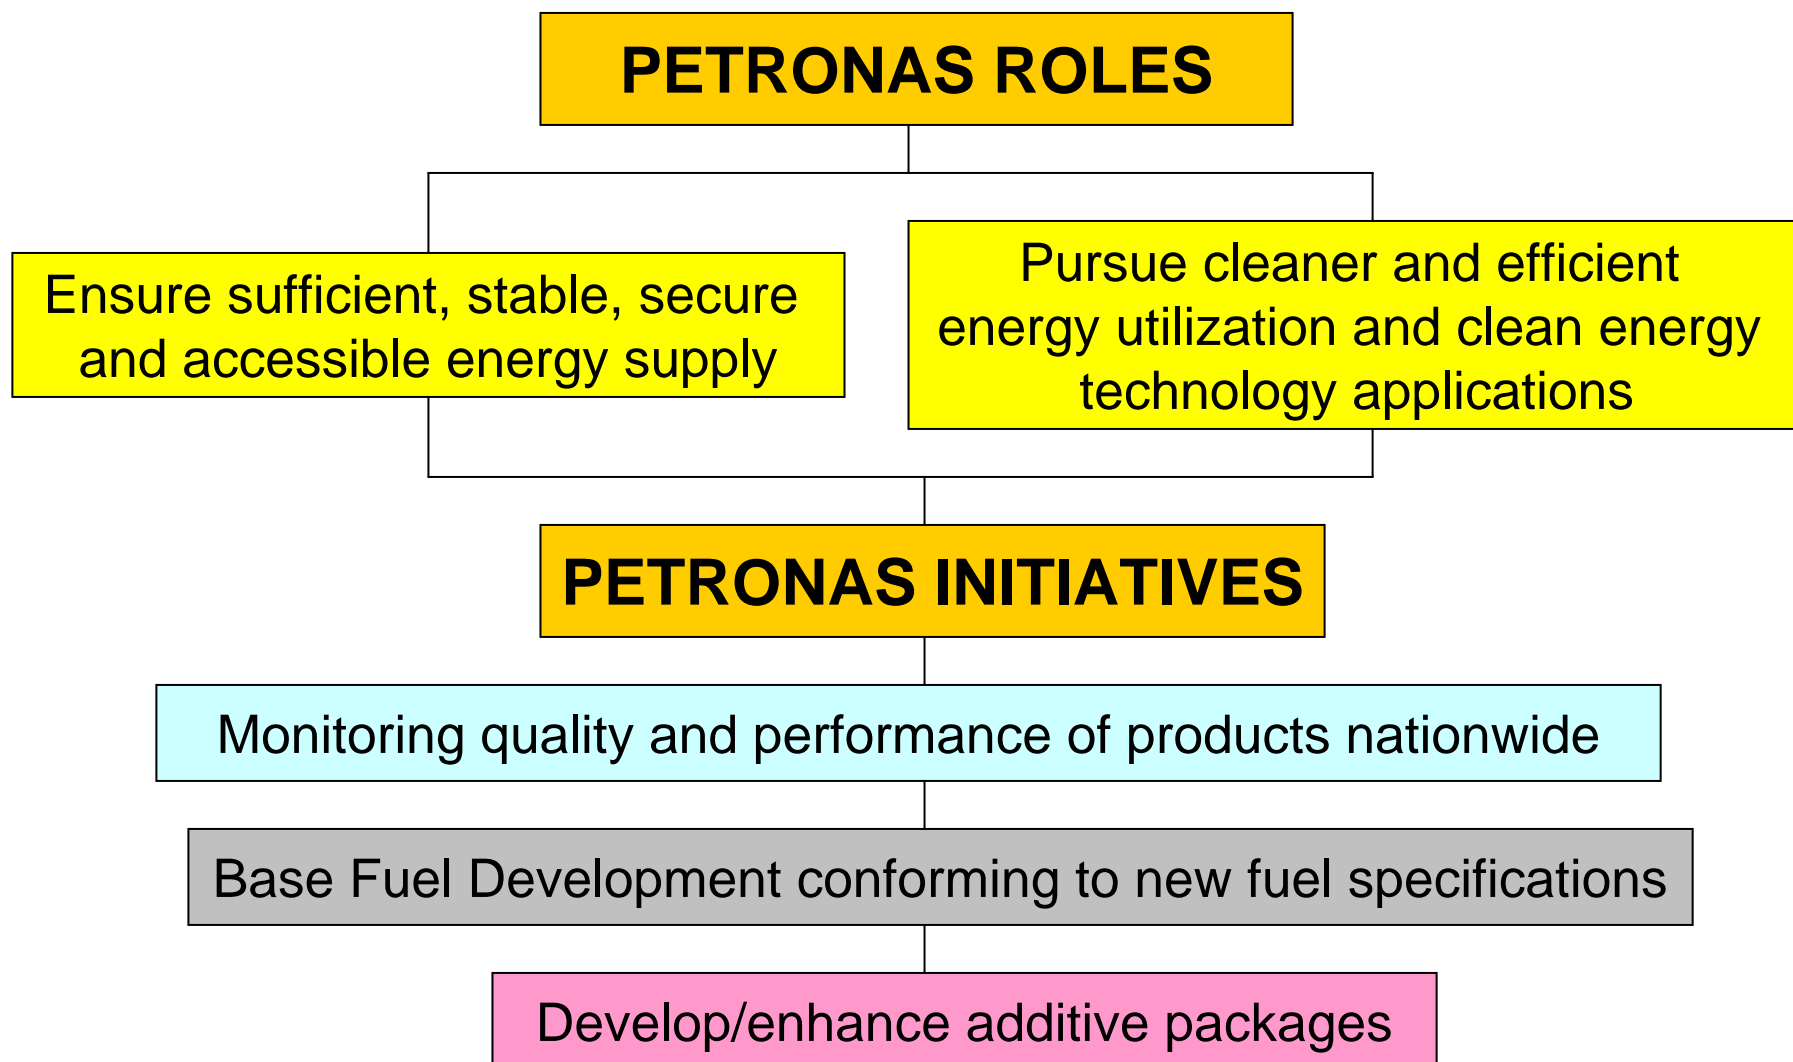 PETRONAS ROLES
Ensure sufficient, stable, secure
and accessible energy supply
Pursue cleaner and efficient
energy utilization and clean energy
technology applications
PETRONAS INITIATIVES
Monitoring quality and performance of products nationwide
Base Fuel Development conforming to new fuel specifications
Develop/enhance additive packages